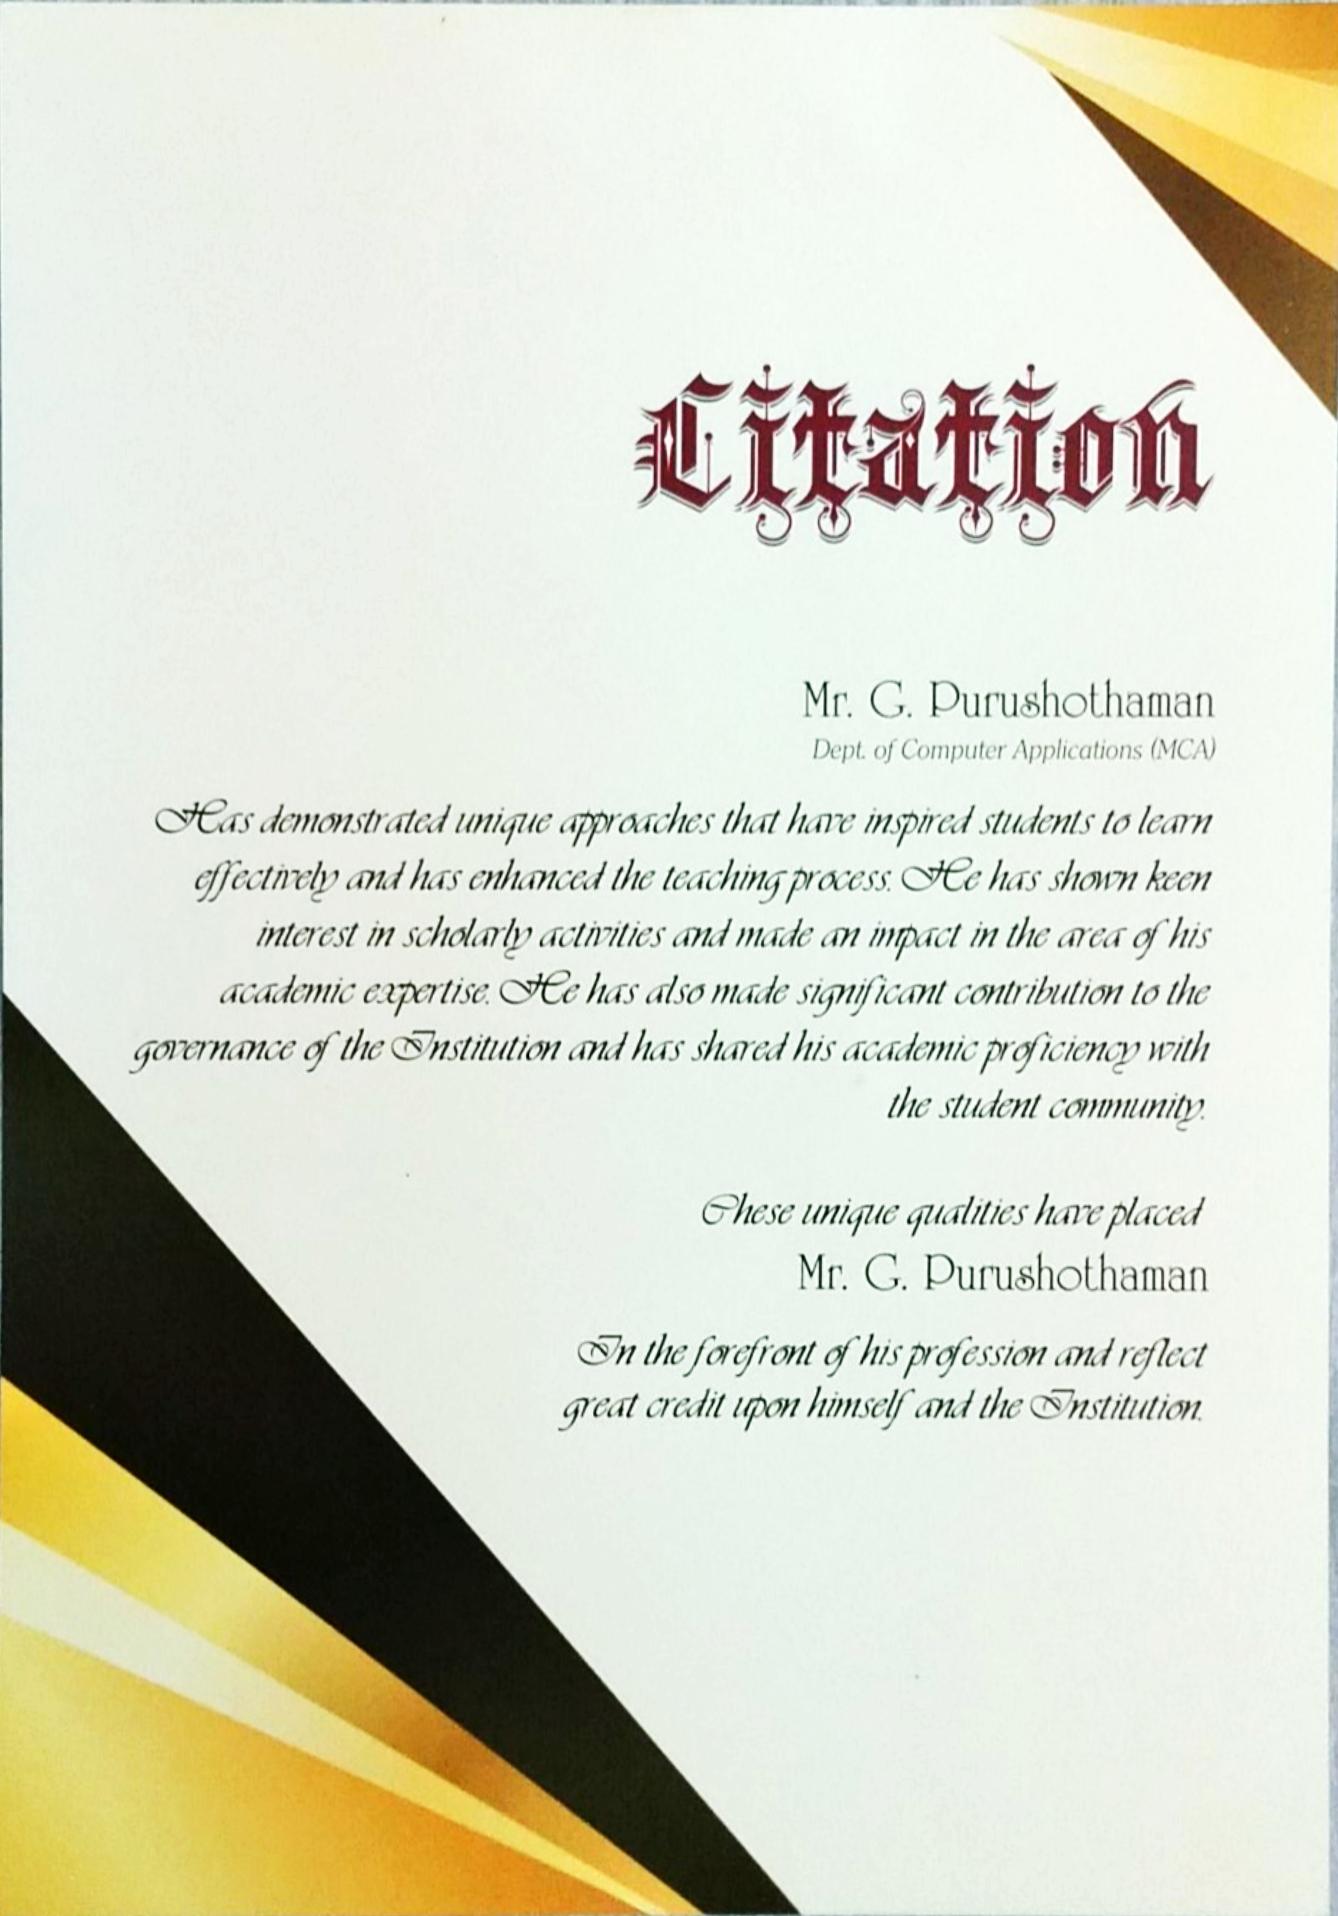 Citation
Mr. G. Purushothaman
Dept. of Computer Applications (MCA)
Has demonstrated unique approaches that have inspired students to learn
effectively and has enhanced the teaching process. He has shown keen
interest in scholarly activities and made an impact in the area of his
academic expertise. He has also made significant contribution to the
governance of the Institution and has shared his academic proficiency with
the student community.
These unique qualities have placed
Mr. G. Purushothaman
In the forefront of his profession and reflect
great credit upon himself and the Institution.